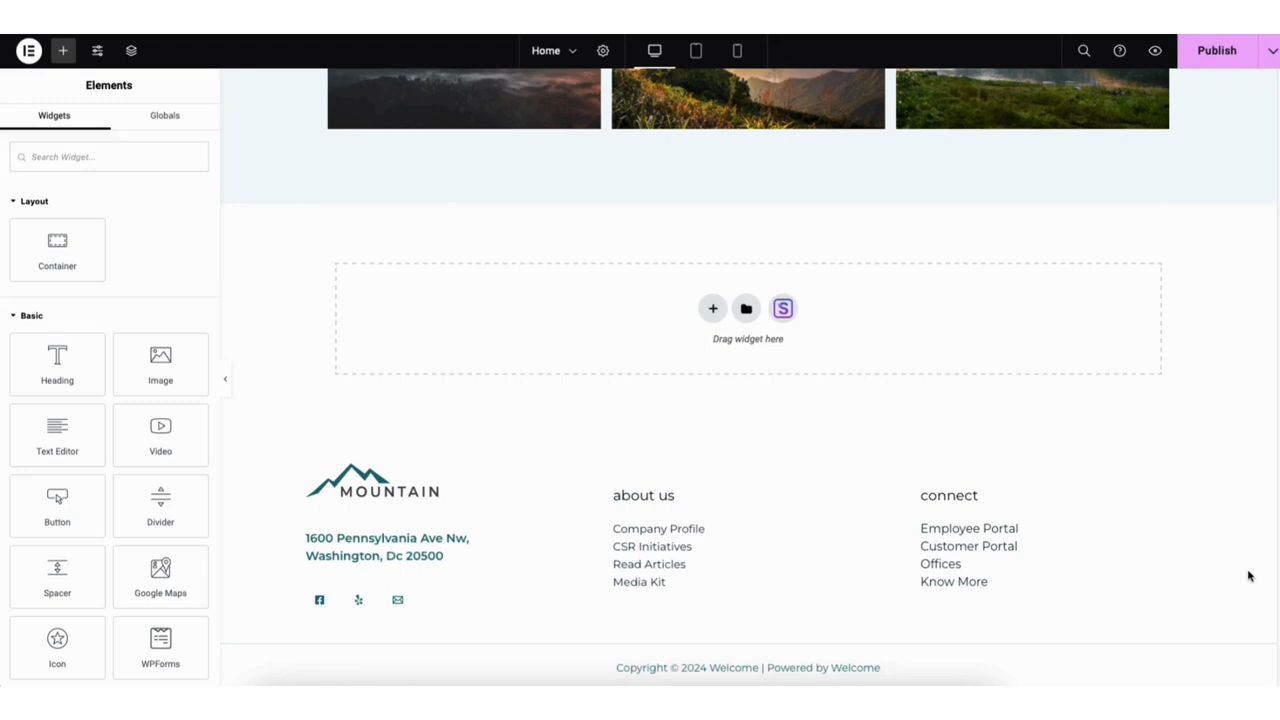 Home
Publish
Elements
Widgets
Globals
Search Widget...
Layout
Container
Basic
Heading
Image
Text Editor
Video
Button
Divider
Spacer
Google Maps
Icon
WPForms
S
Drag widget here
MOUNTAIN
1600 Pennsylvania Ave Nw,
Washington, Dc 20500
about us
Company Profile
CSR Initiatives
Read Articles
Media Kit
connect
Employee Portal
Customer Portal
Offices
Know More
Copyright © 2024 Welcome | Powered by Welcome